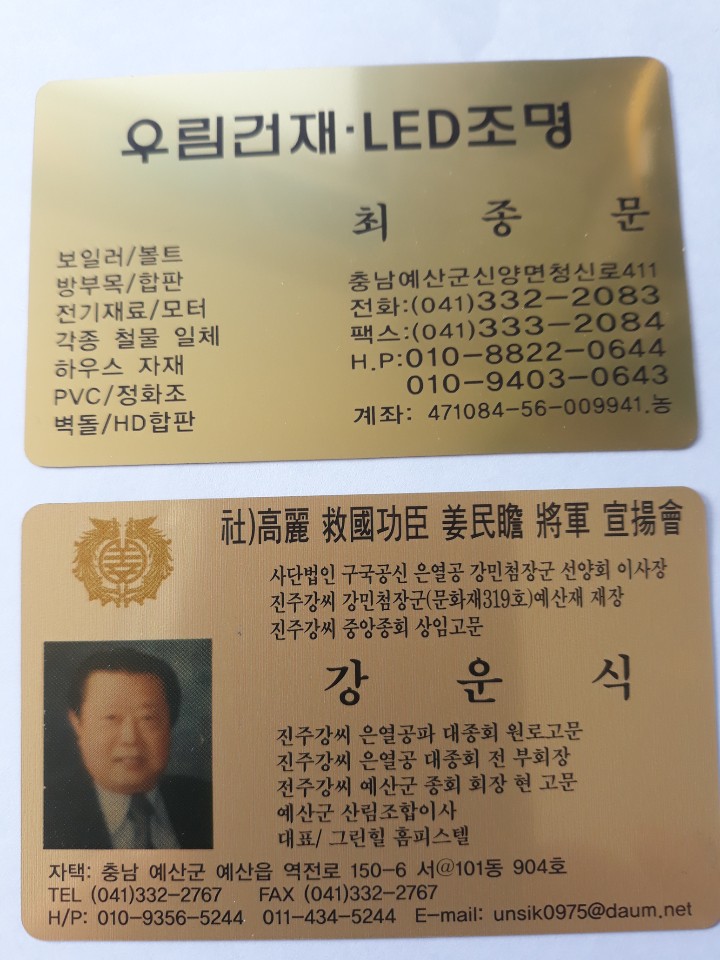 우림건재·LED조명
최 종 문
보일러/볼트
방부목/합판
전기재료/모터
각종 철물 일체
하우스 자재
PVC/정화조
벽돌/HD합판
충남예산군신양면청신로411
전화:(041)332-2083
팩스:(041)333-2084
H.P:010-8822-0644
010-9403-0643
계좌: 471084-56-009941.농
社)高麗 救國功臣 姜民瞻 將軍 宣揚會
사단법인 구국공신 은열공 강민첨장군 선양회 이사장
진주강씨 강민첨장군(문화재319호)예산재 재장
진주강씨 중앙종회 상임고문
강 운 식
진주강씨 은열공파 대종회 원로고문
진주강씨 은열공 대종회 전 부회장
전주강씨 예산군 종회 회장 현 고문
예산군 산림조합이사
대표/ 그린힐 홈피스텔
자택: 충남 예산군 예산읍 역전로 150-6 서@101동 904호
TEL (041)332-2767 FAX (041)332-2767
H/P: 010-9356-5244 011-434-5244 E-mail: unsik0975@daum.net